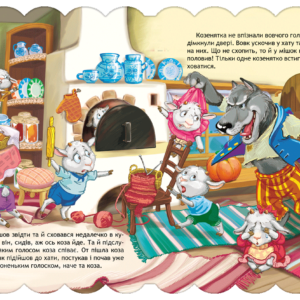 Козенятка не впізнали вовчого голо
дімкнули двері. Вовк ускочив у хату т
на них. Що не схопить, то й у мішок
половив! Тільки одне козенятко встиг
ховатися.
шов звідти та й сховався недалечко в ку-
він, сидів, аж ось коза йде. Та й підслу-
яким голосом коза співає. От пішла коза
ж підійшов до хати, постукав і почав уже
оненьким голоском, наче та коза.